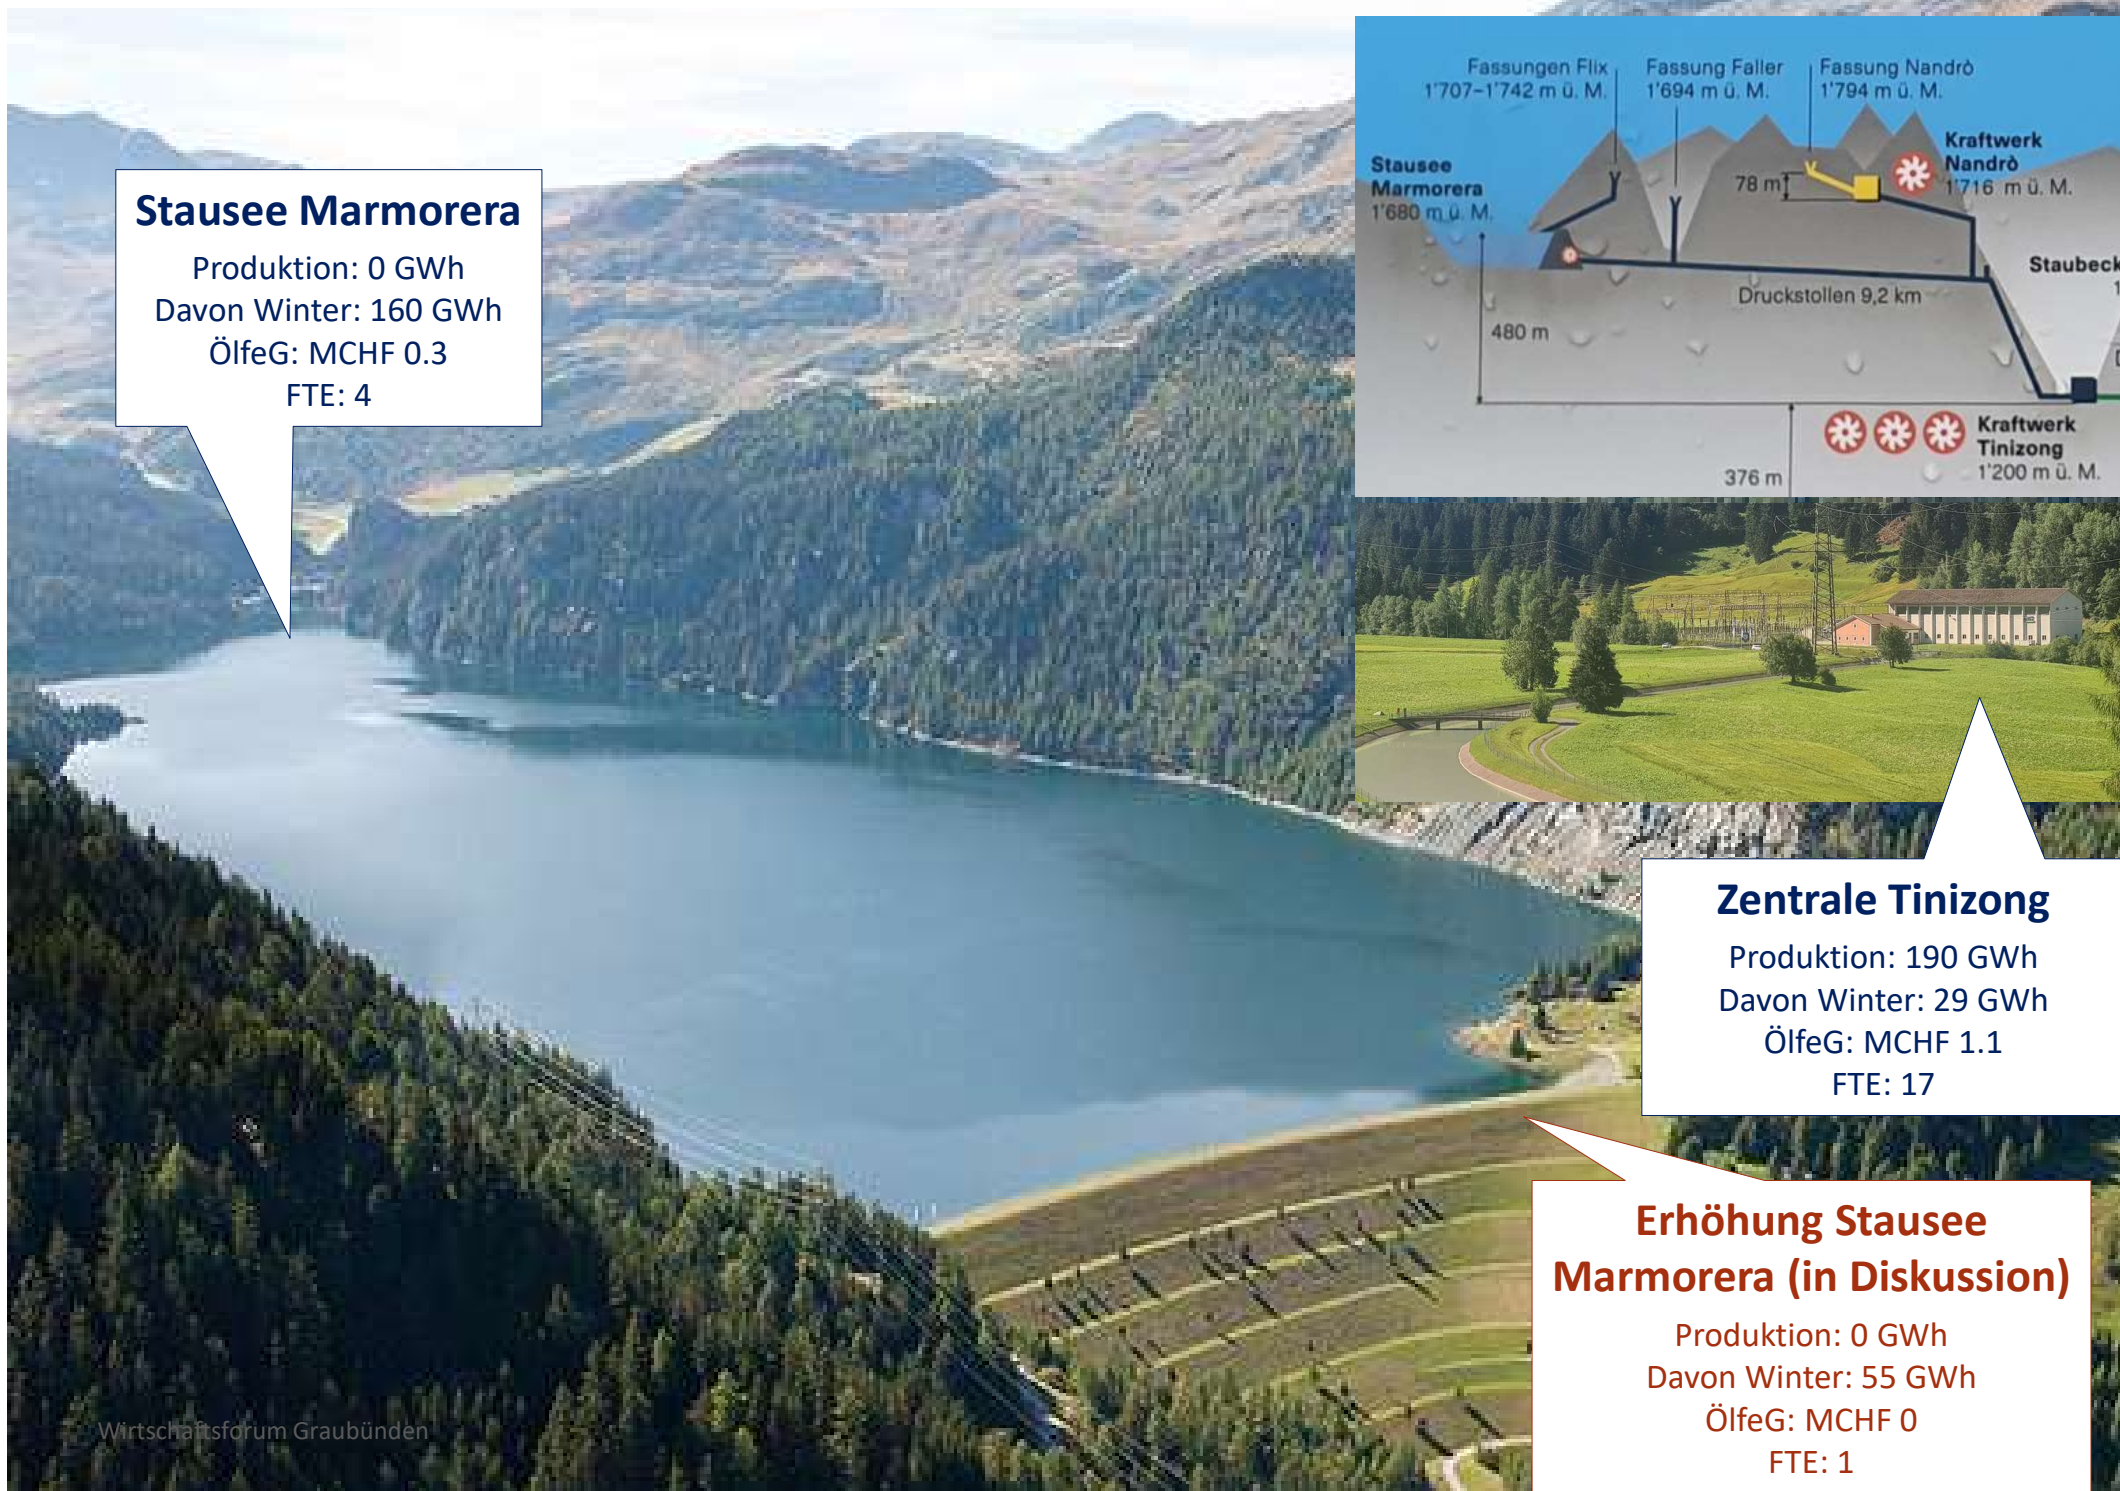 Stausee Marmorera
Produktion: 0 GWh
Davon Winter: 160 GWh
ÖlfeG: MCHF 0.3
FTE: 4
Fassungen Flix
1'707–1'742 m ü. M.
Fassung Faller
1'694 m ü. M.
Fassung Nandrò
1'794 m ü. M.
Stausee
Marmorera
1'680 m ü. M.
78 m
Kraftwerk
Nandrò
1'716 m ü. M.
Druckstollen 9,2 km
480 m
376 m
Kraftwerk
Tinizong
1'200 m ü. M.
Zentrale Tinizong
Produktion: 190 GWh
Davon Winter: 29 GWh
ÖlfeG: MCHF 1.1
FTE: 17
Erhöhung Stausee
Marmorera (in Diskussion)
Produktion: 0 GWh
Davon Winter: 55 GWh
ÖlfeG: MCHF 0
FTE: 1
Wirtschaftsforum Graubünden